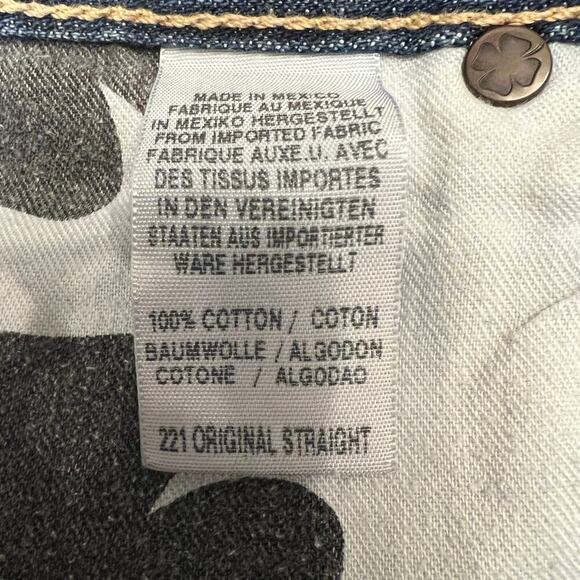 MADE IN MEXICO
FABRIQUE AU MEXIQUE
IN MEXIKO HERGESTELLT
FROM IMPORTED FABRIC
FABRIQUE AUXE.U. AVEC
DES TISSUS IMPORTES
IN DEN VEREINIGTEN
STAATEN AUS IMPORTIERTER
WARE HERGESTELLT
100% COTTON / COTON
BAUMWOLLE / ALGODON
COTONE / ALGODAO
221 ORIGINAL STRAIGHT